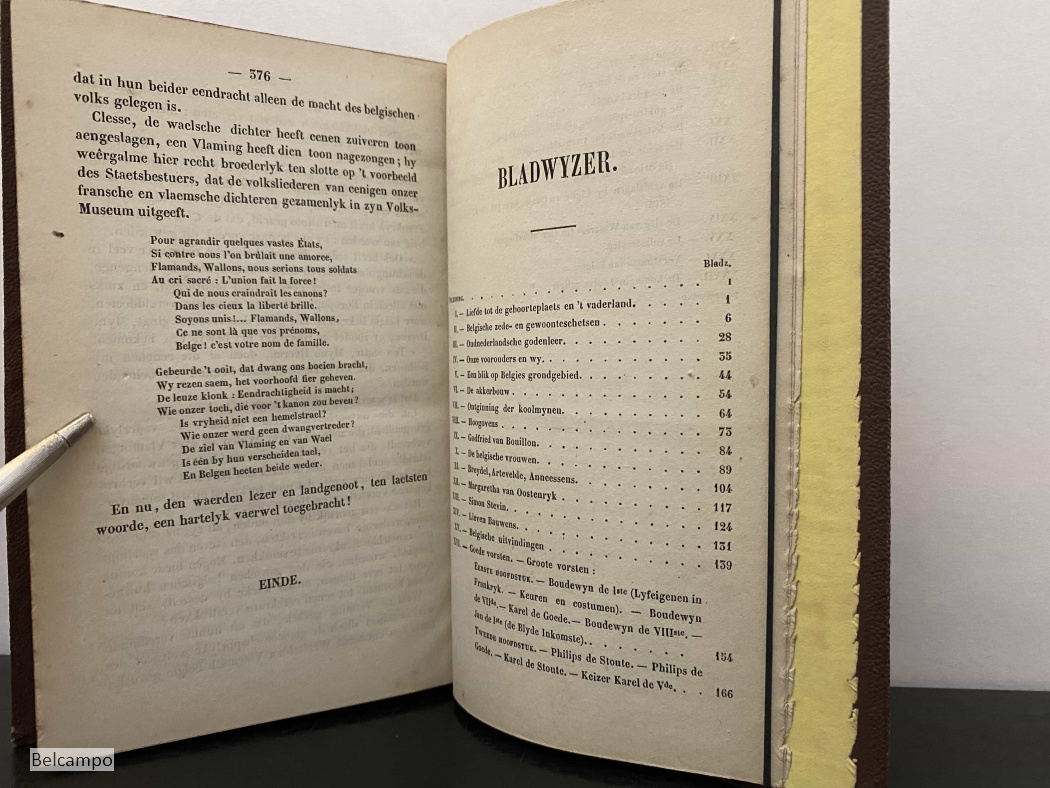 — 376 —
dat in hun beider eendracht alleen de macht des belgischen
volks gelegen is.
Clesse, de waelsche dichter heeft eenen zuiveren toon
aengeslagen, een Vlaming heeft dien toon nagezongen; hy
weêrgalme hier recht broederlyk ten slotte op 't voorbeeld
des Staetsbestuers, dat de volksliederen van eenigen onzer
fransche en vlaemsche dichteren gezamenlyk in zyn Volks-
Museum uitgeeft.
Pour agrandir quelques vastes États,
Si contre nous l'on brûlait une amorce,
Flamands, Wallons, nous serions tous soldats
Au cri sacré : L'union fait la force!
Qui de nous craindrait les canons?
Dans les cieux la liberté brille.
Soyons unis!... Flamands, Wallons,
Ce ne sont là que vos prénoms,
Belge! c'est votre nom de famille.
Gebeurde 't ooit, dat dwang ons boeien bracht,
Wy rezen saem, het voorhoofd fier geheven.
De leuze klonk : Eendrachtigheid is macht;
Wie onzer toch, die voor 't kanon zou beven?
Is vryheid niet een hemelstrael?
Wie onzer werd geen dwangvertreder?
De ziel van Vlaming en van Wael
Is één by hun verscheiden tael,
En Belgen heeten beide weder.
En nu, den waerden lezer en landgenoot, ten laetsten
woorde, een hartelyk vaerwel toegebracht!
EINDE.
Belcampo
BLADWYZER.
Bladz.
. . . I
I. — Liefde tot de geboorteplaets en 't vaderland. . . . 1
II. — Belgische zede- en gewoonteschetsen . . . 6
III. — Oudnederlandsche godenleer. . . . 28
IV. — Onze voorouders en wy. . . . 35
V. — Een blik op Belgies grondgebied. . . . 44
VI. — De akkerbouw. . . . 54
VII. — Ontginning der koolmynen. . . . 64
VIII. — Hoogovens . . . 73
IX. — Godfried van Bouillon. . . . 84
X. — De belgische vrouwen. . . . 89
XI. — Breydel, Artevelde, Anneessens. . . . 104
XII. — Margaretha van Oostenryk . . . 117
XIII. — Simon Stevin. . . . 124
XIV. — Lieven Bauwens. . . . 131
XV. — Belgische uitvindingen . . . 139
XVI. — Goede vorsten. — Groote vorsten :
EERSTE HOOFDSTUK. — Boudewyn de Iste (Lyfeigenen in
Frankryk. — Keuren en costumen). — Boudewyn
de VIIde. — Karel de Goede. — Boudewyn de VIIIste. —
Jan de Iste (de Blyde Inkomste). . . . 154
TWEEDE HOOFDSTUK. — Philips de Stoute. — Philips de
Goede. — Karel de Stoute. — Keizer Karel de Vde. . . 166